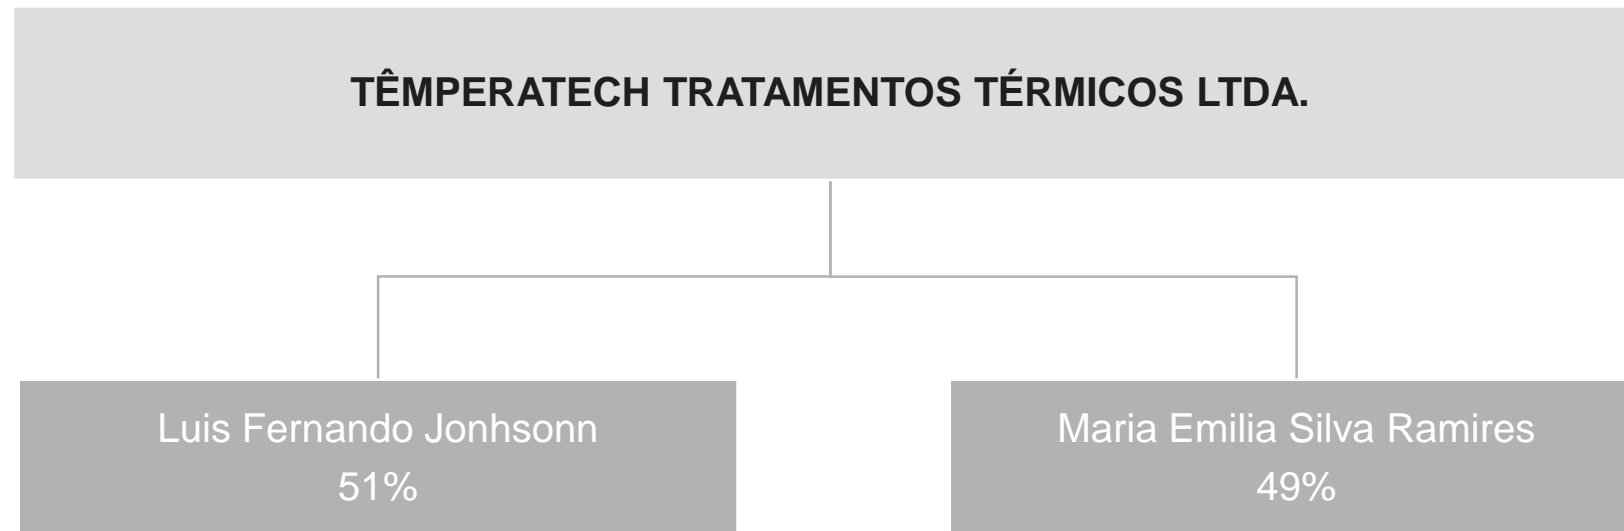 TÊMPERATECH TRATAMENTOS TÉRMICOS LTDA.
Luis Fernando Jonhsonn
51%
Maria Emilia Silva Ramires
49%